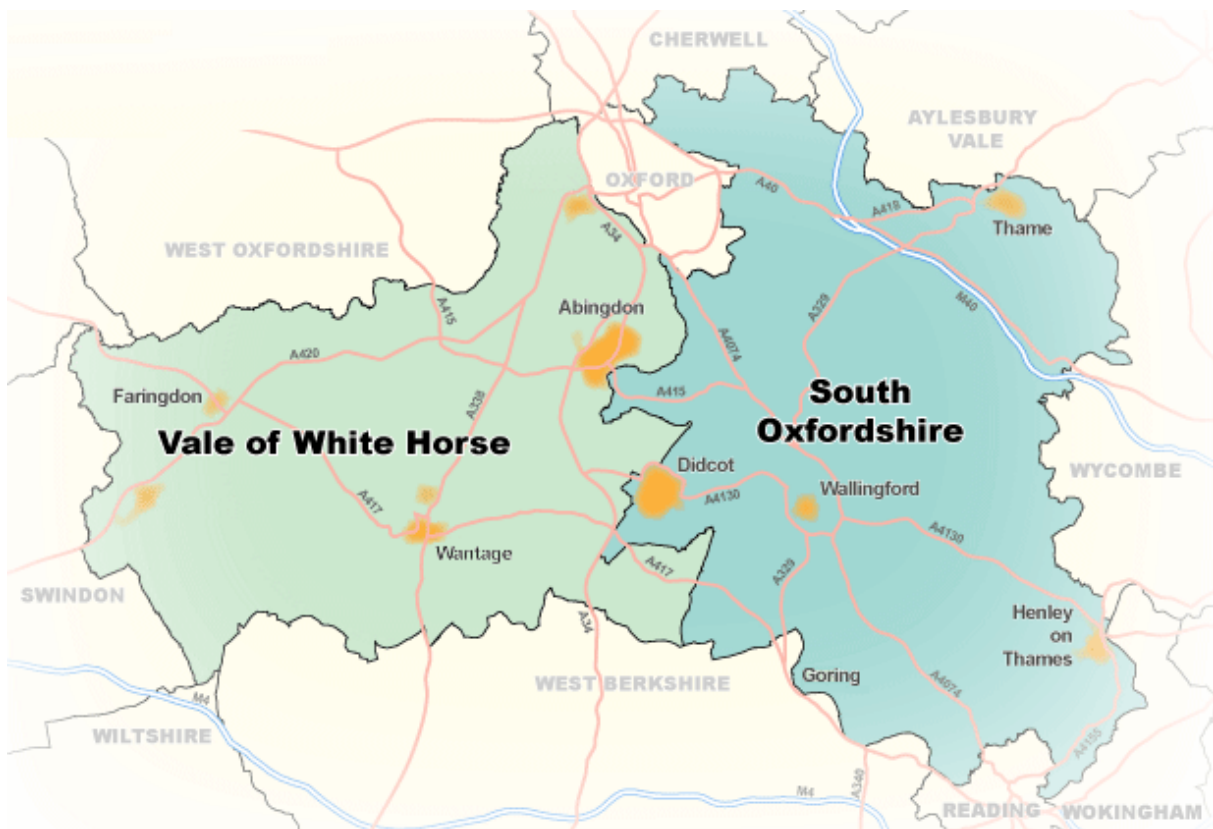 CHERWELL
AYLESBURY
VALE
OXFORD
A40
A418
Thame
A34
WEST OXFORDSHIRE
M40
A415
Abingdon
A329
A4074
A420
Faringdon
A338
A415
South
Oxfordshire
Vale of White Horse
WYCOMBE
Didcot
A417
A4130
Wallingford
A4130
Wantage
A417
A329
SWINDON
Henley
on
Thames
A34
Goring
WEST BERKSHIRE
A4074
M4
WILTSHIRE
A4155
A340
M4
READING
WOKINGHAM